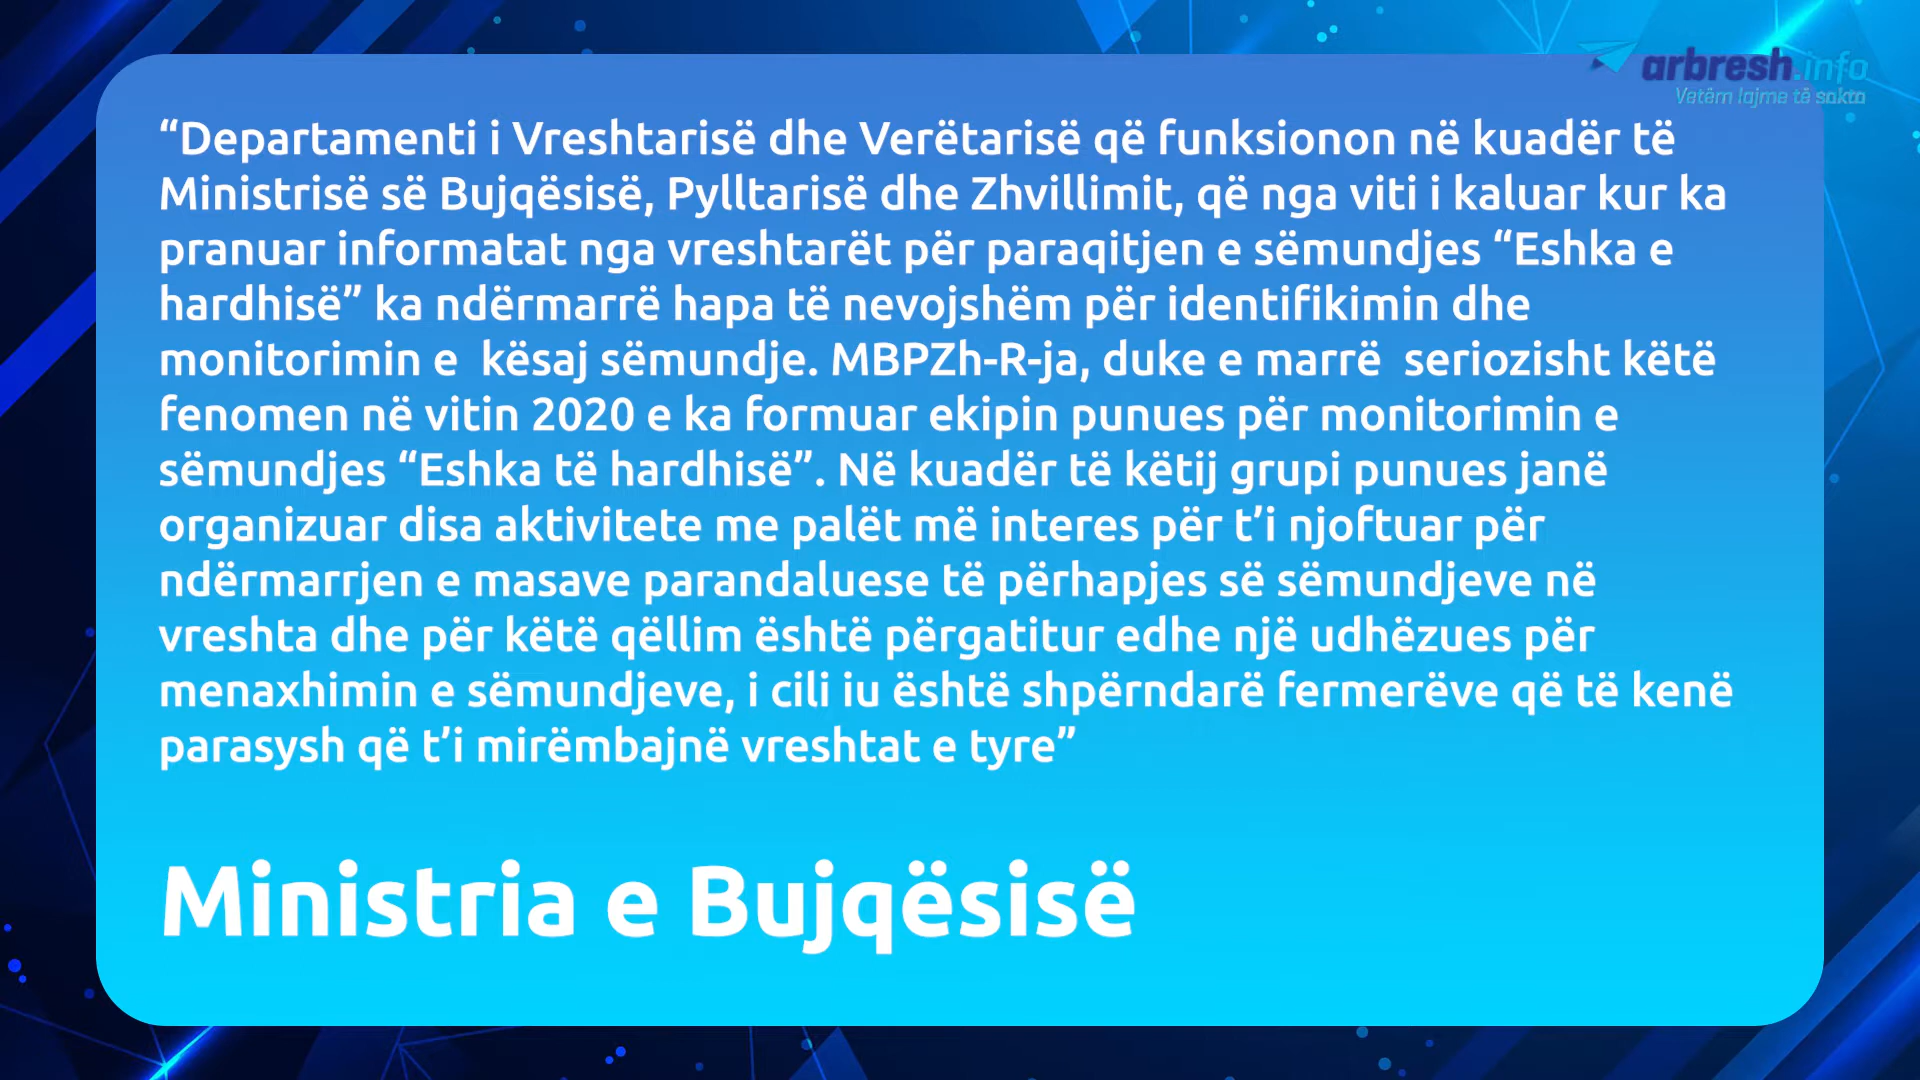 arbresh.info
Vetëm lajme të sakta
“Departamenti i Vreshtarisë dhe Verëtarisë që funksionon në kuadër të
Ministrisë së Bujqësisë, Pylltarisë dhe Zhvillimit, që nga viti i kaluar kur ka
pranuar informatat nga vreshtarët për paraqitjen e sëmundjes “Eshka e
hardhisë” ka ndërmarrë hapa të nevojshëm për identifikimin dhe
monitorimin e  kësaj sëmundje. MBPZh-R-ja, duke e marrë  seriozisht këtë
fenomen në vitin 2020 e ka formuar ekipin punues për monitorimin e
sëmundjes “Eshka të hardhisë”. Në kuadër të këtij grupi punues janë
organizuar disa aktivitete me palët më interes për t’i njoftuar për
ndërmarrjen e masave parandaluese të përhapjes së sëmundjeve në
vreshta dhe për këtë qëllim është përgatitur edhe një udhëzues për
menaxhimin e sëmundjeve, i cili iu është shpërndarë fermerëve që të kenë
parasysh që t’i mirëmbajnë vreshtat e tyre”
Ministria e Bujqësisë